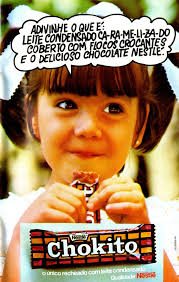 ADIVINHE O QUE É:
LEITE CONDENSADO CA-RA-ME-LI-ZA-DO
COBERTO COM FLOCOS CROCANTES
E O DELICIOSO CHOCOLATE NESTLÉ.
Nestlé
Chokito
o único recheado com leite condensado.
Qualidade Nestlé